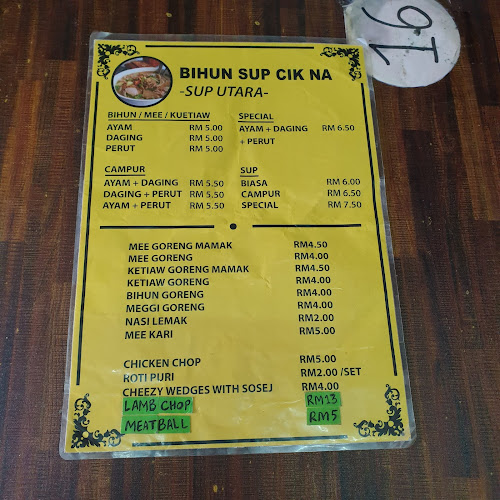 16
BIHUN SUP CIK NA
-SUP UTARA-
BIHUN / MEE / KUETIAW
AYAM RM 5.00
DAGING RM 5.00
PERUT RM 5.00
SPECIAL
AYAM + DAGING RM 6.50
+ PERUT
CAMPUR
AYAM + DAGING RM 5.50
DAGING + PERUT RM 5.50
AYAM + PERUT RM 5.50
SUP
BIASA RM 6.00
CAMPUR RM 6.50
SPECIAL RM 7.50
MEE GORENG MAMAK RM4.50
MEE GORENG RM4.00
KETIAW GORENG MAMAK RM4.50
KETIAW GORENG RM4.00
BIHUN GORENG RM4.00
MEGGI GORENG RM4.00
NASI LEMAK RM2.00
MEE KARI RM5.00
CHICKEN CHOP RM5.00
ROTI PURI RM2.00 /SET
CHEEZY WEDGES WITH SOSEJ RM4.00
LAMB CHOP RM13
MEATBALL RM5